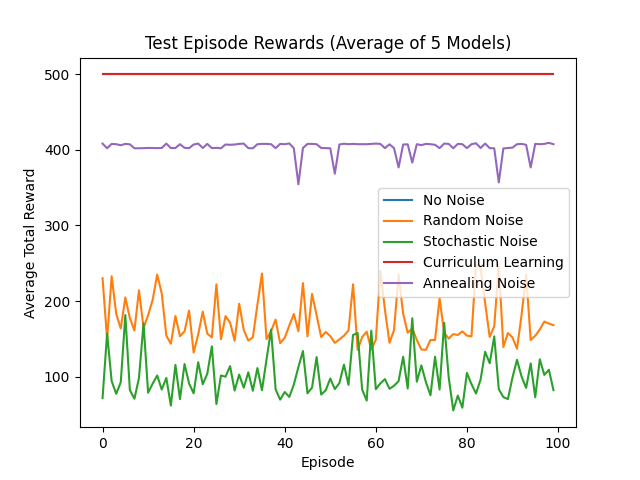 Test Episode Rewards (Average of 5 Models)
Average Total Reward
500
400
300
200
100
No Noise
Random Noise
Stochastic Noise
Curriculum Learning
Annealing Noise
0 20 40 60 80 100
Episode